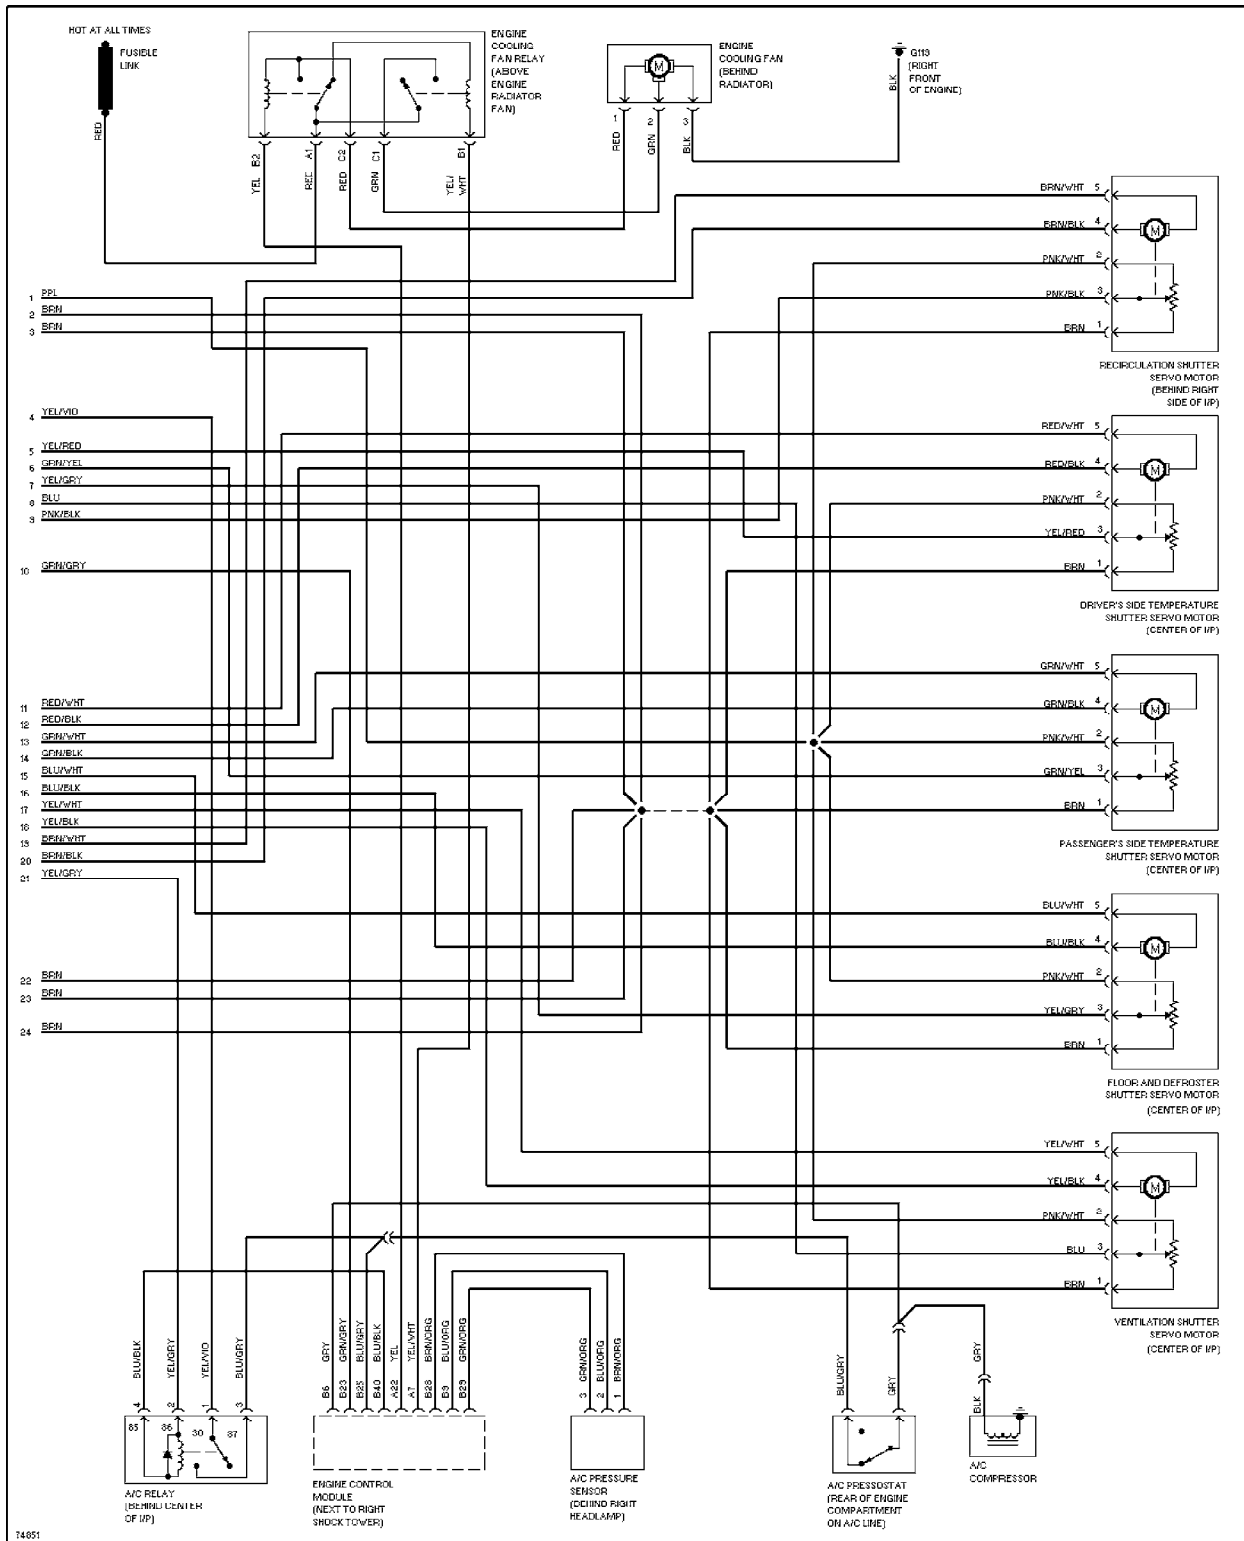 HOT AT ALL TIMES
FUSIBLE
LINK
RED
ENGINE
COOLING
FAN RELAY
(ABOVE
ENGINE
RADIATOR
FAN)
B2
A1
C2
C1
B1
YEL
RED
RED
GRN
YEL/
WHT
ENGINE
COOLING FAN
(BEHIND
RADIATOR)
M
1
2
3
RED
GRN
BLK
BLK
G113
(RIGHT
FRONT
OF ENGINE)
BRN/WHT 5
BRN/BLK 4
M
PNK/WHT 2
PNK/BLK 3
BRN 1
RECIRCULATION SHUTTER
SERVO MOTOR
(BEHIND RIGHT
SIDE OF I/P)
1 PPL
2 BRN
3 BRN
4 YEL/VIO
5 YEL/RED
6 GRN/YEL
7 YEL/GRY
8 BLU
9 PNK/BLK
10 GRN/GRY
RED/WHT 5
RED/BLK 4
M
PNK/WHT 2
YEL/RED 3
BRN 1
DRIVER'S SIDE TEMPERATURE
SHUTTER SERVO MOTOR
(CENTER OF I/P)
11 RED/WHT
12 RED/BLK
13 GRN/WHT
14 GRN/BLK
15 BLU/WHT
16 BLU/BLK
17 YEL/WHT
18 YEL/BLK
19 BRN/WHT
20 BRN/BLK
21 YEL/GRY
22 BRN
23 BRN
24 BRN
GRN/WHT 5
GRN/BLK 4
M
PNK/WHT 2
GRN/YEL 3
BRN 1
PASSENGER'S SIDE TEMPERATURE
SHUTTER SERVO MOTOR
(CENTER OF I/P)
BLU/WHT 5
BLU/BLK 4
M
PNK/WHT 2
YEL/GRY 3
BRN 1
FLOOR AND DEFROSTER
SHUTTER SERVO MOTOR
(CENTER OF I/P)
YEL/WHT 5
YEL/BLK 4
M
PNK/WHT 2
BLU 3
BRN 1
VENTILATION SHUTTER
SERVO MOTOR
(CENTER OF I/P)
BLU/BLK
YEL/GRY
YEL/VIO
BLU/GRY
4
2
1
3
85
86
30
87
A/C RELAY
(BEHIND CENTER
OF I/P)
GRY
GRN/GRY
BLU/GRY
BLU/BLK
YEL
YEL/WHT
BRN/ORG
BLU/ORG
GRN/ORG
B6
B23
B25
B40
A22
A7
B28
B9
B29
ENGINE CONTROL
MODULE
(NEXT TO RIGHT
SHOCK TOWER)
GRN/ORG
BLU/ORG
BRN/ORG
3
2
1
A/C PRESSURE
SENSOR
(BEHIND RIGHT
HEADLAMP)
BLU/GRY
GRY
A/C PRESSOSTAT
(REAR OF ENGINE
COMPARTMENT
ON A/C LINE)
GRY
BLK
A/C
COMPRESSOR
74851